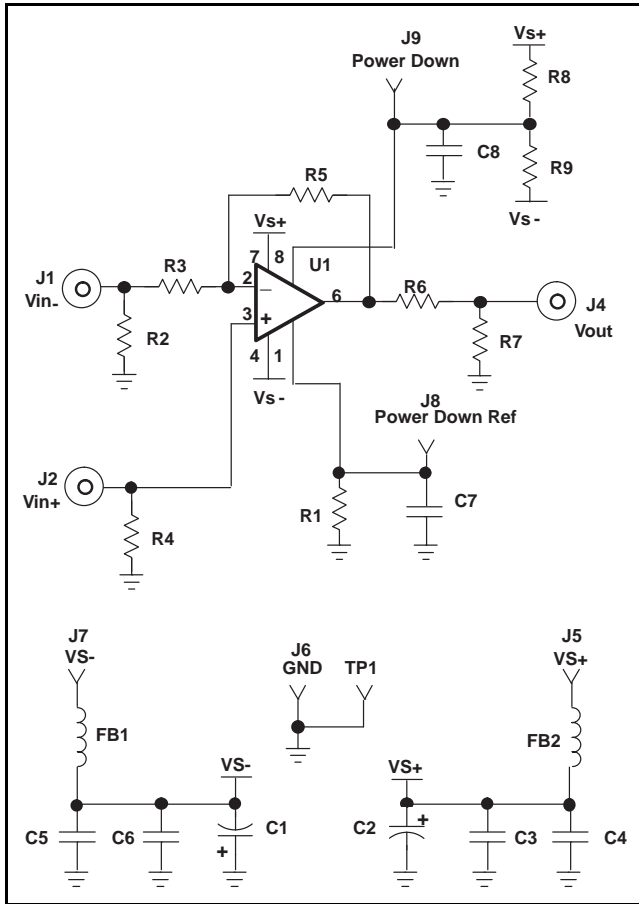 J9
Power Down
Vs+
R8
C8
R9
Vs-
R5
Vs+
7 8
U1
J1
Vin-
R3
2
–
6
R6
J4
Vout
3
+
R2
R7
4 1
Vs-
J8
Power Down Ref
J2
Vin+
R4
R1
C7
J7
VS-
J6
GND
TP1
J5
VS+
FB1
FB2
VS-
VS+
C5
C6
C1
+
C2
+
C3
C4